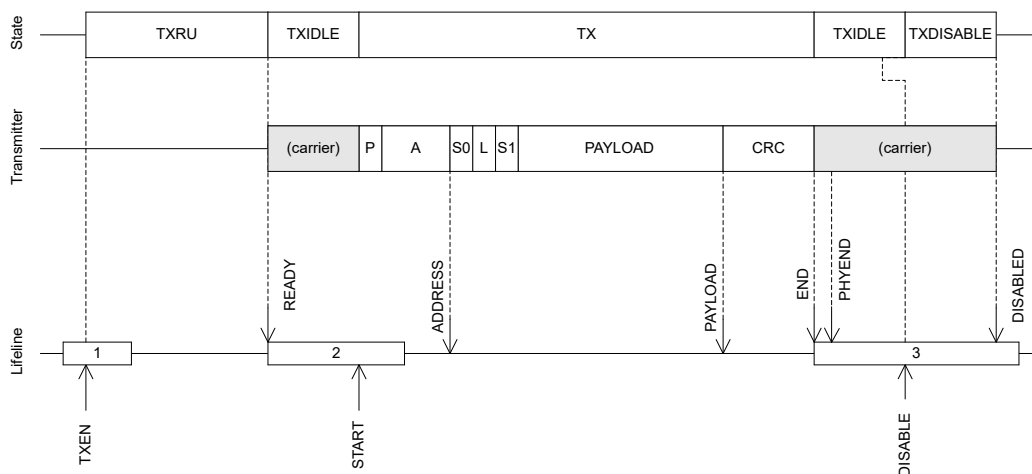 State
TXRU
TXIDLE
TX
TXIDLE
TXDISABLE
Transmitter
(carrier)
P
A
S0
L
S1
PAYLOAD
CRC
(carrier)
READY
ADDRESS
PAYLOAD
END
PHYEND
DISABLED
Lifeline
1
2
3
TXEN
START
DISABLE